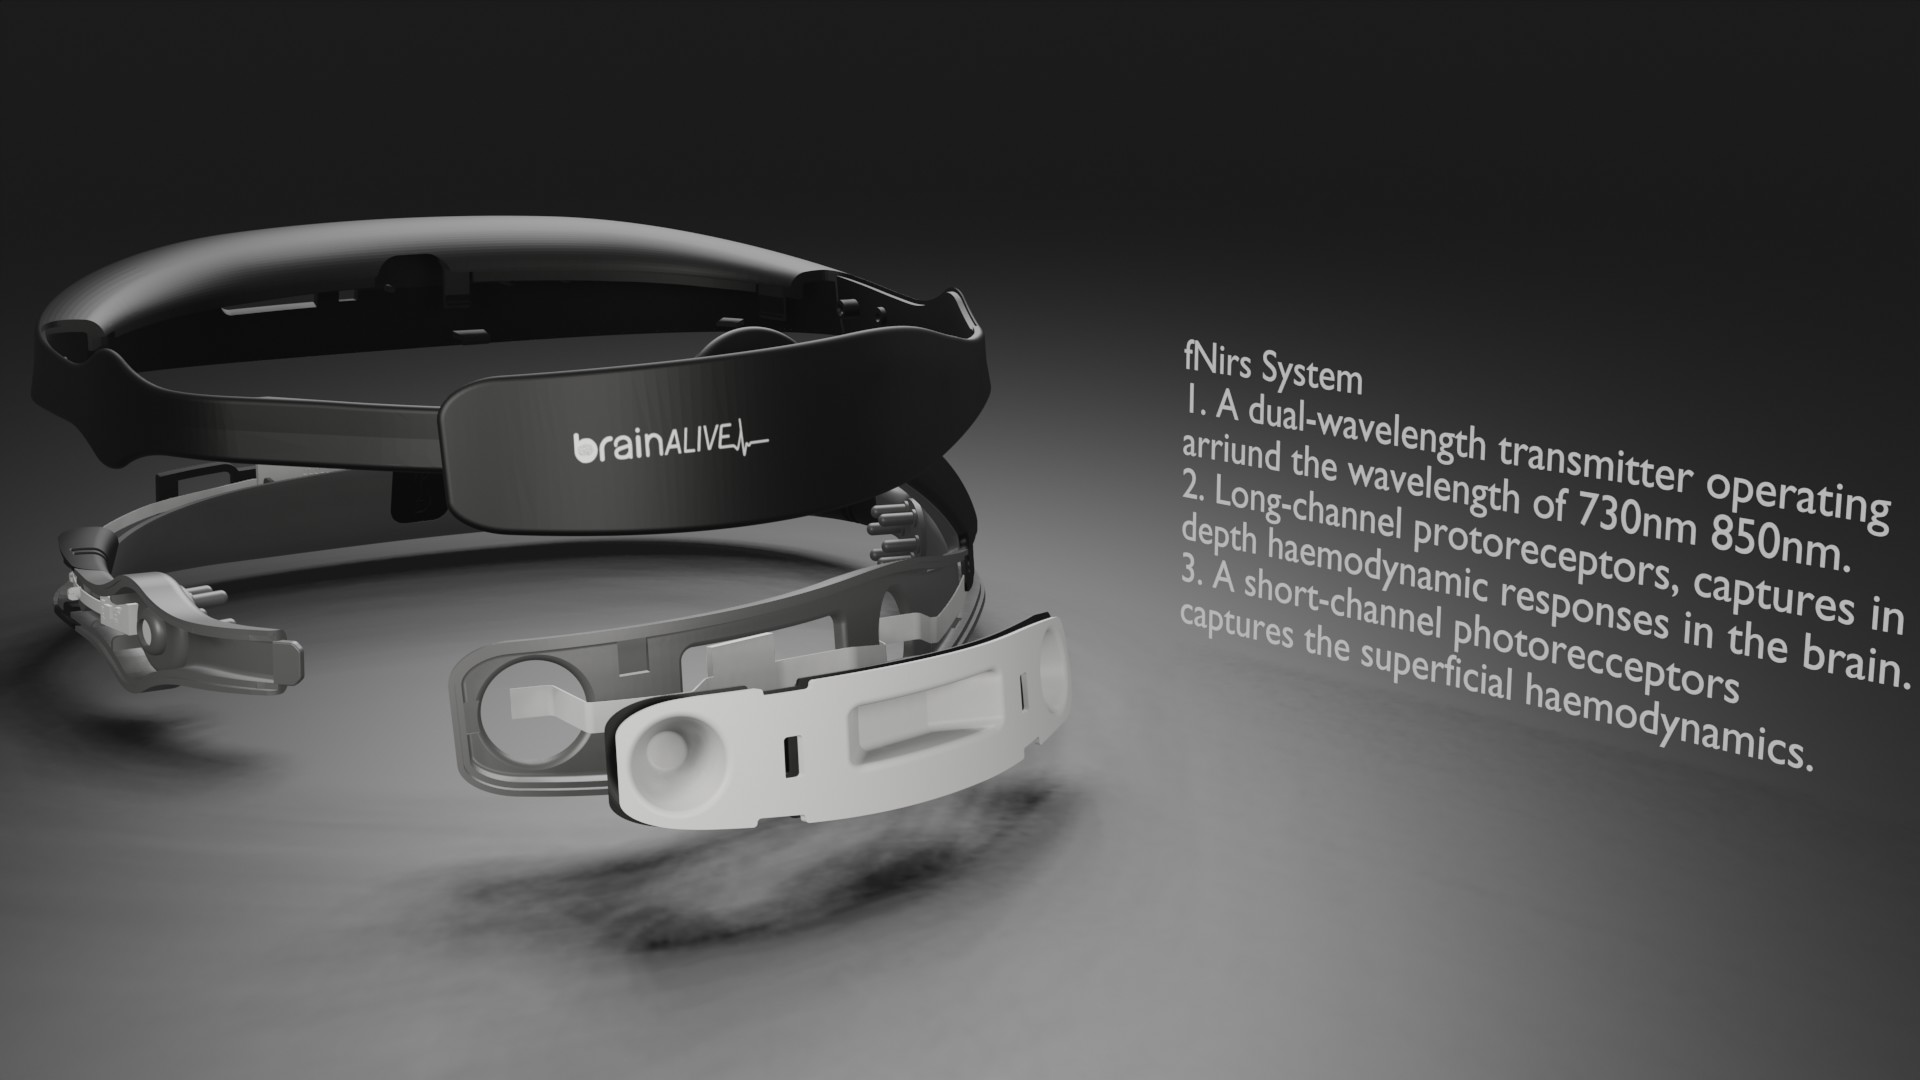 brainALIVE
fNirs System
1. A dual-wavelength transmitter operating
arriund the wavelength of 730nm 850nm.
2. Long-channel protoreceptors, captures in
depth haemodynamic responses in the brain.
3. A short-channel photorecceptors
captures the superficial haemodynamics.